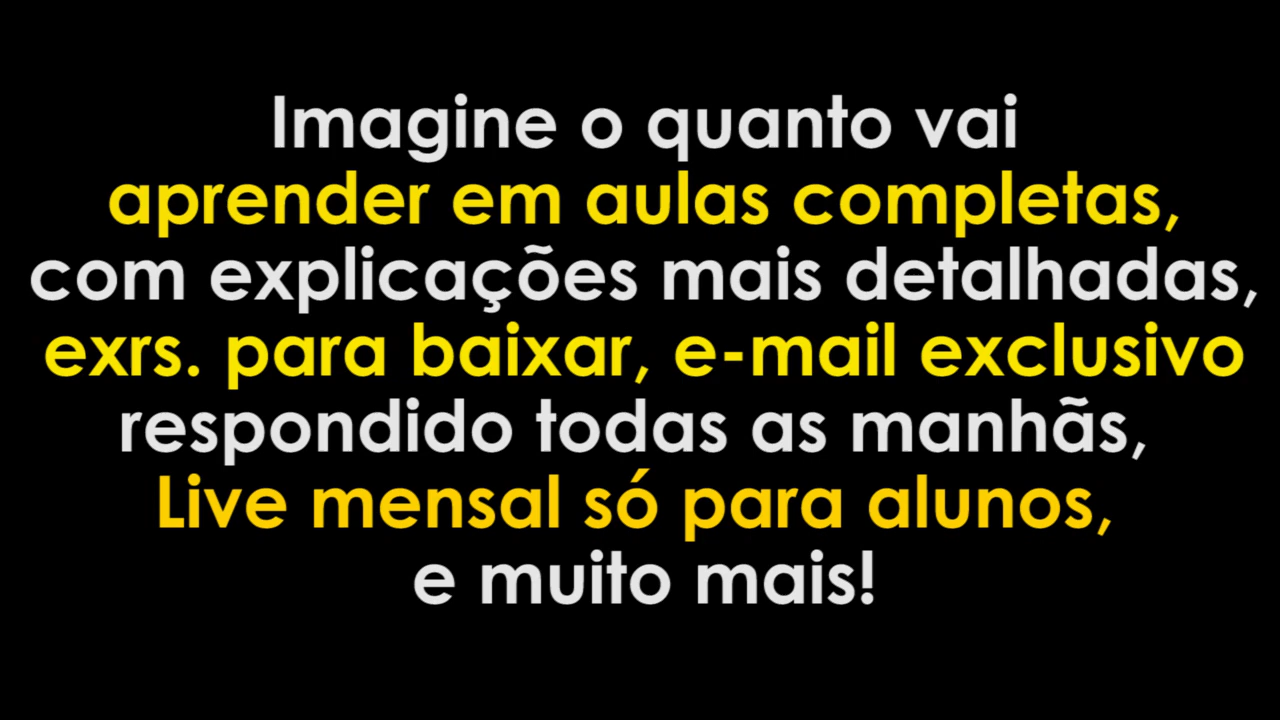 Imagine o quanto vai
aprender em aulas completas,
com explicações mais detalhadas,
exrs. para baixar, e-mail exclusivo
respondido todas as manhãs,
Live mensal só para alunos,
e muito mais!